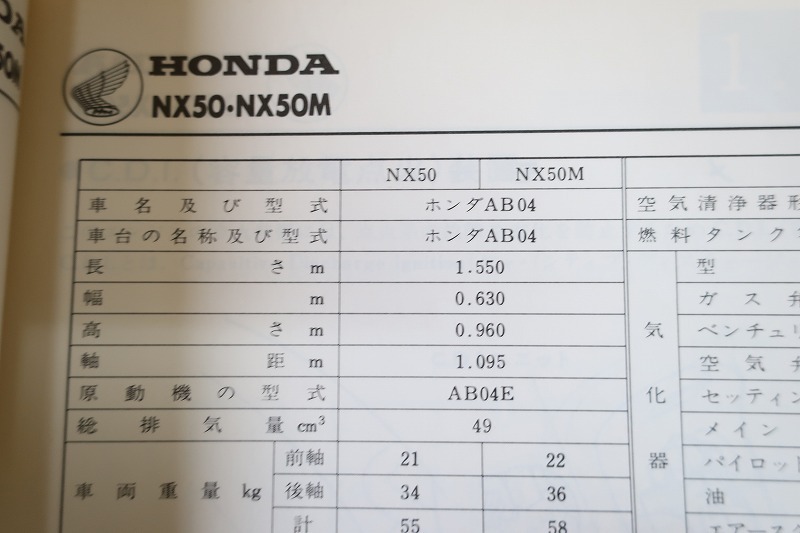 HONDA
NX50・NX50M
NX50 NX50M
車名及び型式 ホンダAB04
車台の名称及び型式 ホンダAB04
長さ m 1.550
幅 m 0.630
高さ m 0.960
軸距 m 1.095
原動機の型式 AB04E
総排気量 cm³ 49
車両重量 kg 前軸 21 22
後軸 34 36
計 55 58
空気清浄器形
燃料タンク
気化器
型
ガス弁
ベンチュリ
空気弁
セッティン
メイン
パイロッ
油
エアース